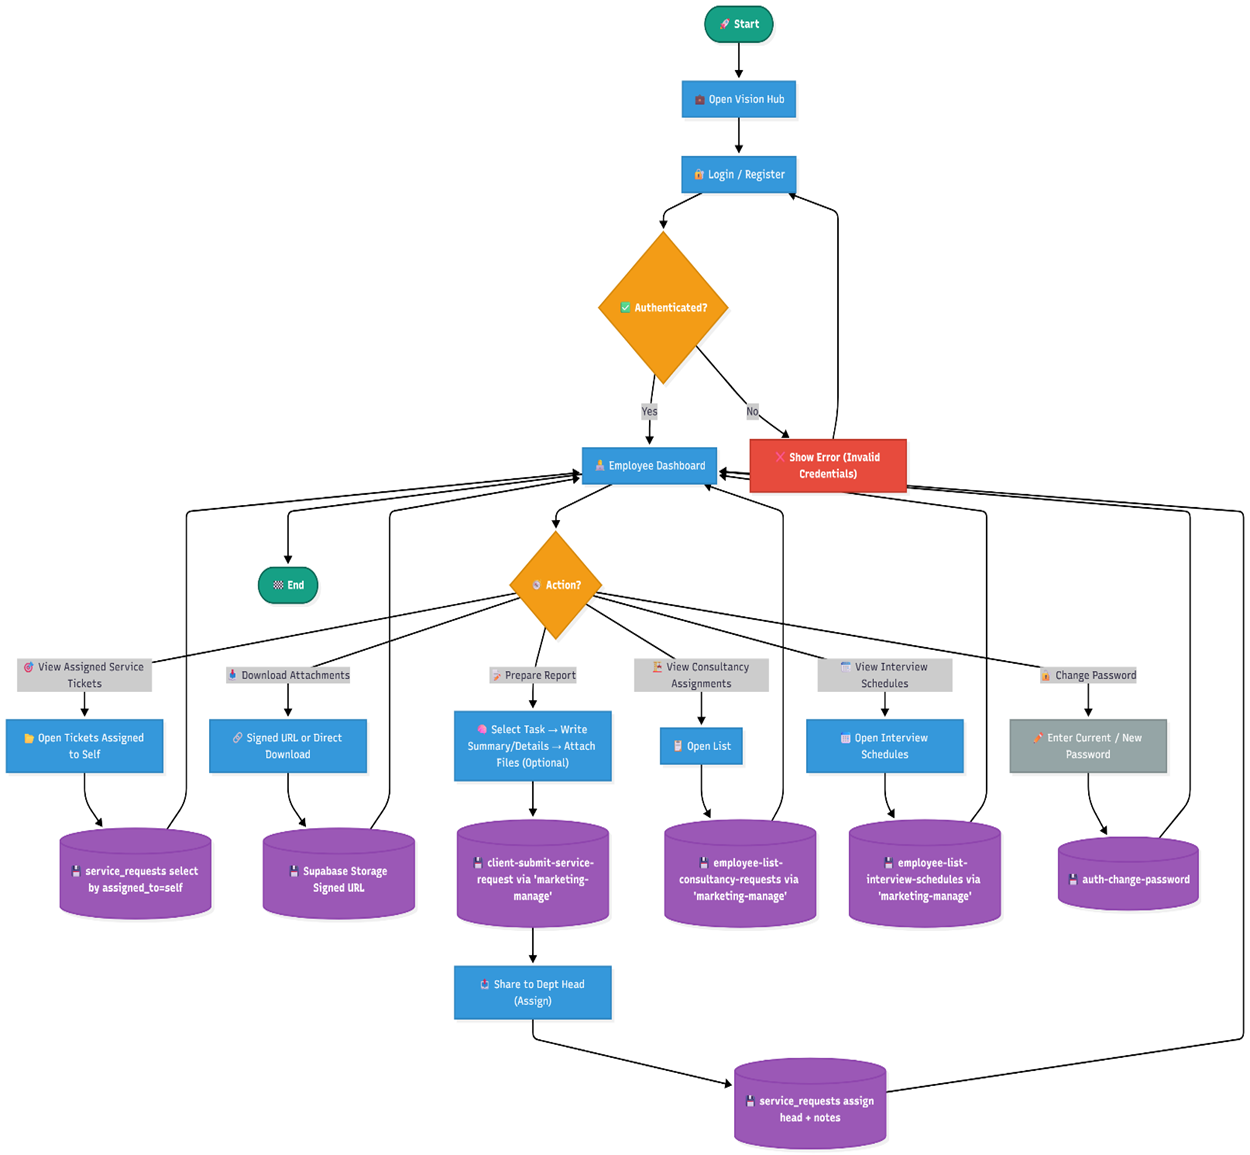 Start
Open Vision Hub
Login / Register
Authenticated?
Yes
No
Employee Dashboard
Show Error (Invalid
Credentials)
End
Action?
View Assigned Service
Tickets
Download Attachments
Prepare Report
View Consultancy
Assignments
View Interview
Schedules
Change Password
Open Tickets Assigned
to Self
Signed URL or Direct
Download
Select Task → Write
Summary/Details → Attach
Files (Optional)
Open List
Open Interview
Schedules
Enter Current / New
Password
service_requests select
by assigned_to=self
Supabase Storage
Signed URL
client-submit-service-
request via 'marketing-
manage'
employee-list-
consultancy-requests via
'marketing-manage'
employee-list-
interview-schedules via
'marketing-manage'
auth-change-password
Share to Dept Head
(Assign)
service_requests assign
head + notes